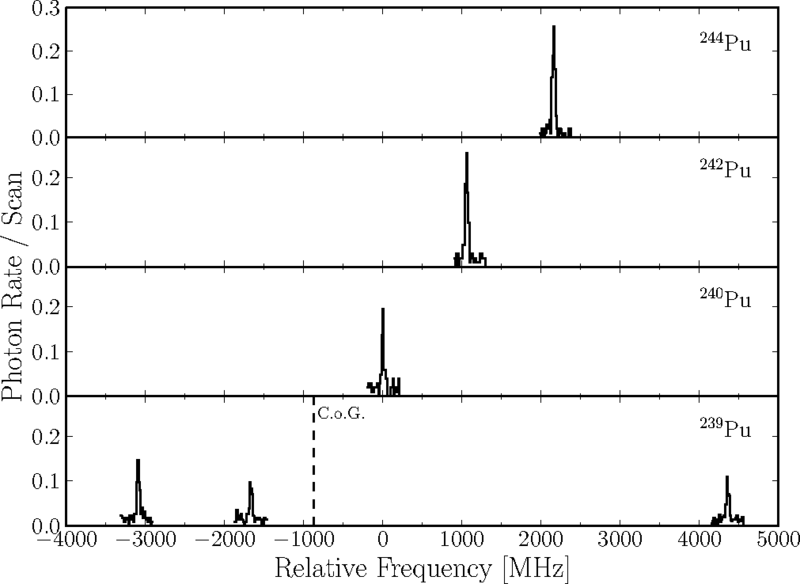 0.3
0.2
0.1
0.0
²⁴⁴Pu
0.2
0.1
0.0
²⁴²Pu
0.2
0.1
0.0
²⁴⁰Pu
0.2
0.1
0.0
C.o.G.
²³⁹Pu
−4000 −3000 −2000 −1000 0 1000 2000 3000 4000 5000
Relative Frequency [MHz]
Photon Rate / Scan